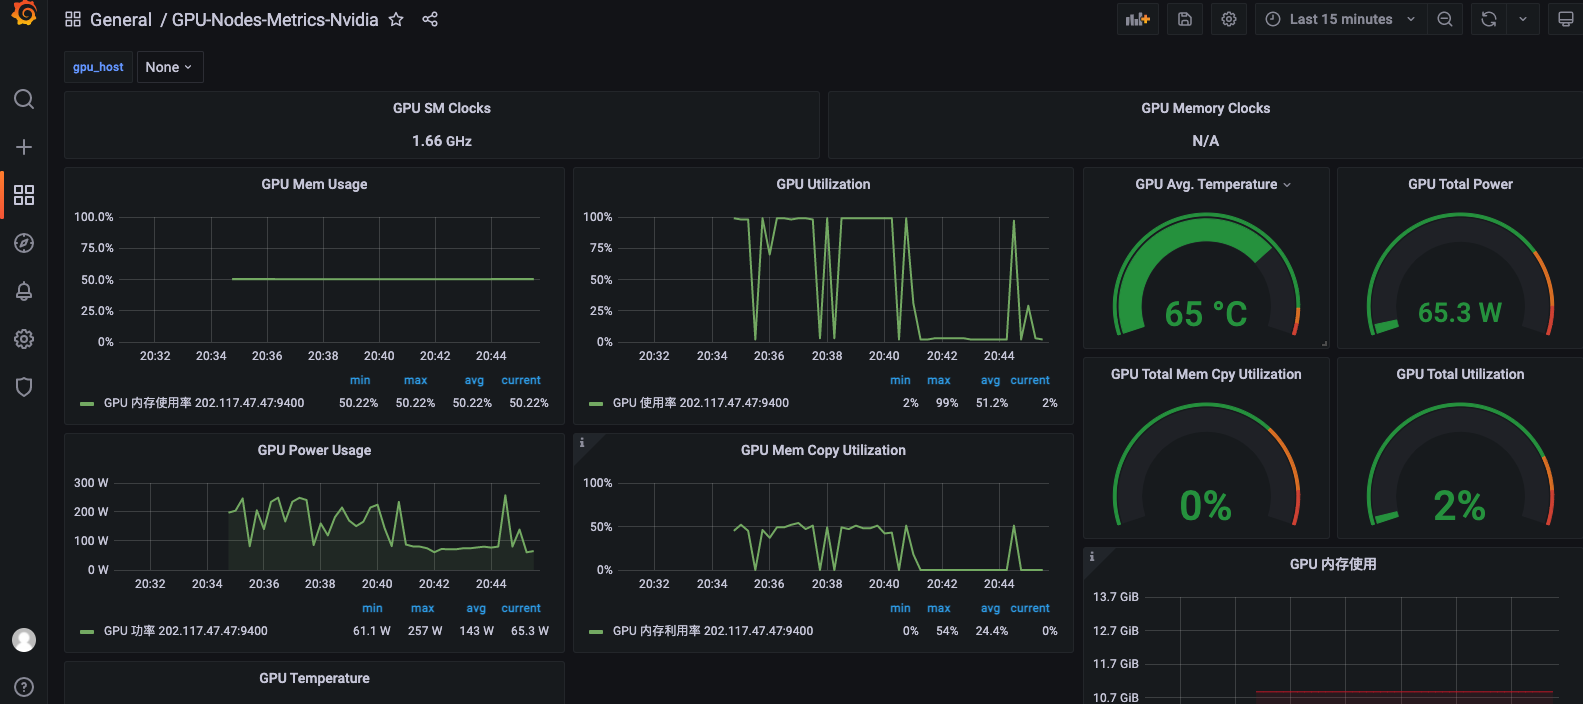 General / GPU-Nodes-Metrics-Nvidia
Last 15 minutes
gpu_host None
GPU SM Clocks
1.66 GHz
GPU Memory Clocks
N/A
GPU Mem Usage
100.0%
75.0%
50.0%
25.0%
0%
20:32 20:34 20:36 20:38 20:40 20:42 20:44
min max avg current
GPU 内存使用率 202.117.47.47:9400 50.22% 50.22% 50.22% 50.22%
GPU Utilization
100%
75%
50%
25%
0%
20:32 20:34 20:36 20:38 20:40 20:42 20:44
min max avg current
GPU 使用率 202.117.47.47:9400 2% 99% 51.2% 2%
GPU Avg. Temperature
65 °C
GPU Total Power
65.3 W
GPU Total Mem Cpy Utilization
0%
GPU Total Utilization
2%
GPU Power Usage
300 W
200 W
100 W
0 W
20:32 20:34 20:36 20:38 20:40 20:42 20:44
min max avg current
GPU 功率 202.117.47.47:9400 61.1 W 257 W 143 W 65.3 W
GPU Mem Copy Utilization
100%
50%
0%
20:32 20:34 20:36 20:38 20:40 20:42 20:44
min max avg current
GPU 内存利用率 202.117.47.47:9400 0% 54% 24.4% 0%
GPU 内存使用
13.7 GiB
12.7 GiB
11.7 GiB
10.7 GiB
GPU Temperature